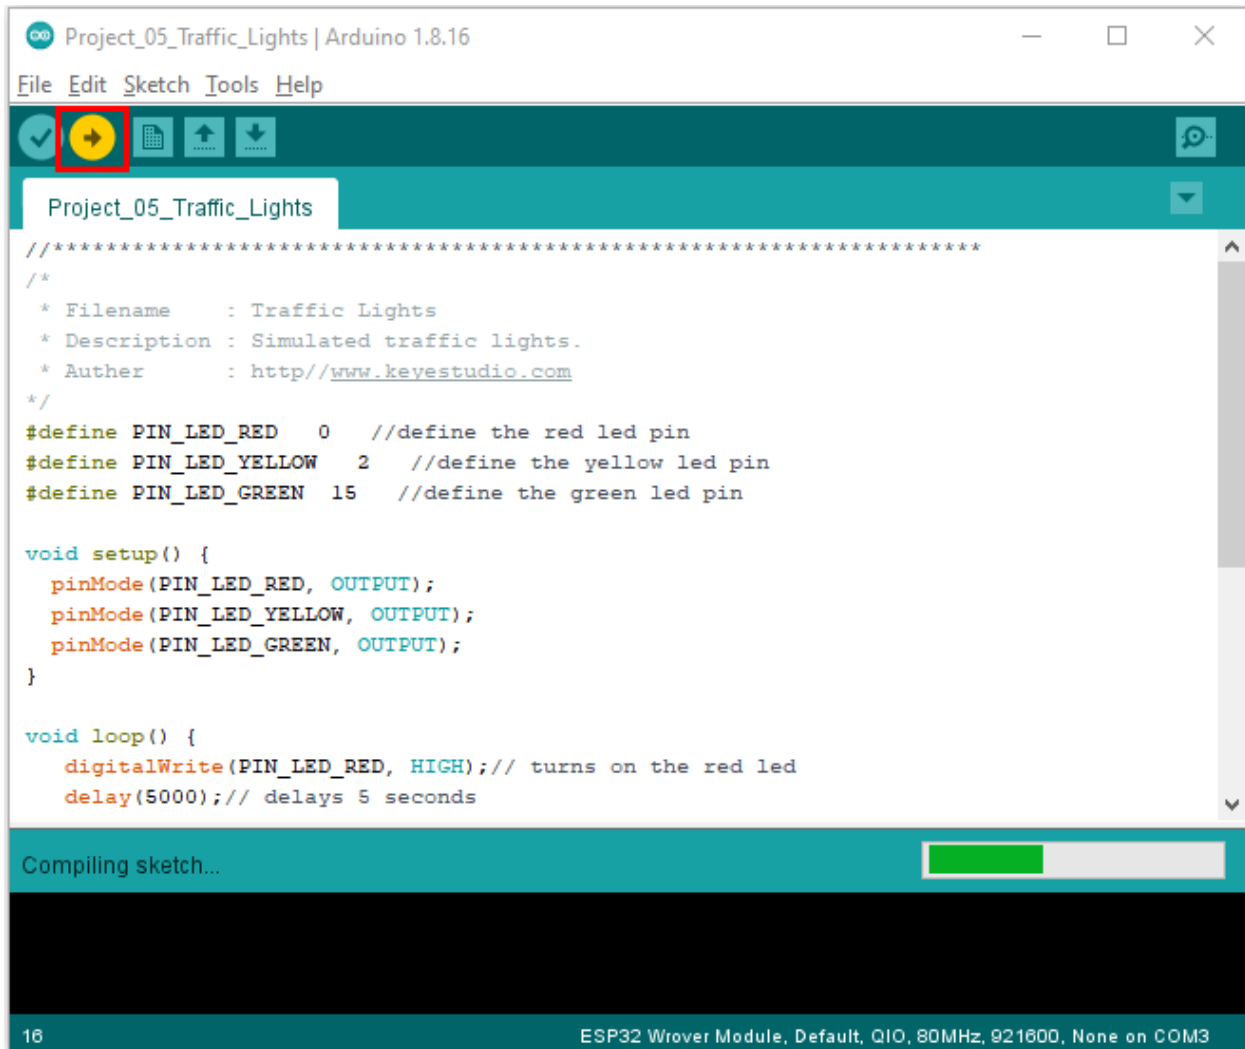 Project_05_Traffic_Lights | Arduino 1.8.16
File Edit Sketch Tools Help
Project_05_Traffic_Lights
//**********************************************************************
/*
 * Filename    : Traffic Lights
 * Description : Simulated traffic lights.
 * Auther      : http//www.keyestudio.com
*/
#define PIN_LED_RED   0   //define the red led pin
#define PIN_LED_YELLOW   2   //define the yellow led pin
#define PIN_LED_GREEN  15   //define the green led pin
void setup() {
  pinMode(PIN_LED_RED, OUTPUT);
  pinMode(PIN_LED_YELLOW, OUTPUT);
  pinMode(PIN_LED_GREEN, OUTPUT);
}
void loop() {
   digitalWrite(PIN_LED_RED, HIGH);// turns on the red led
   delay(5000);// delays 5 seconds
Compiling sketch...
16 ESP32 Wrover Module, Default, QIO, 80MHz, 921600, None on COM3